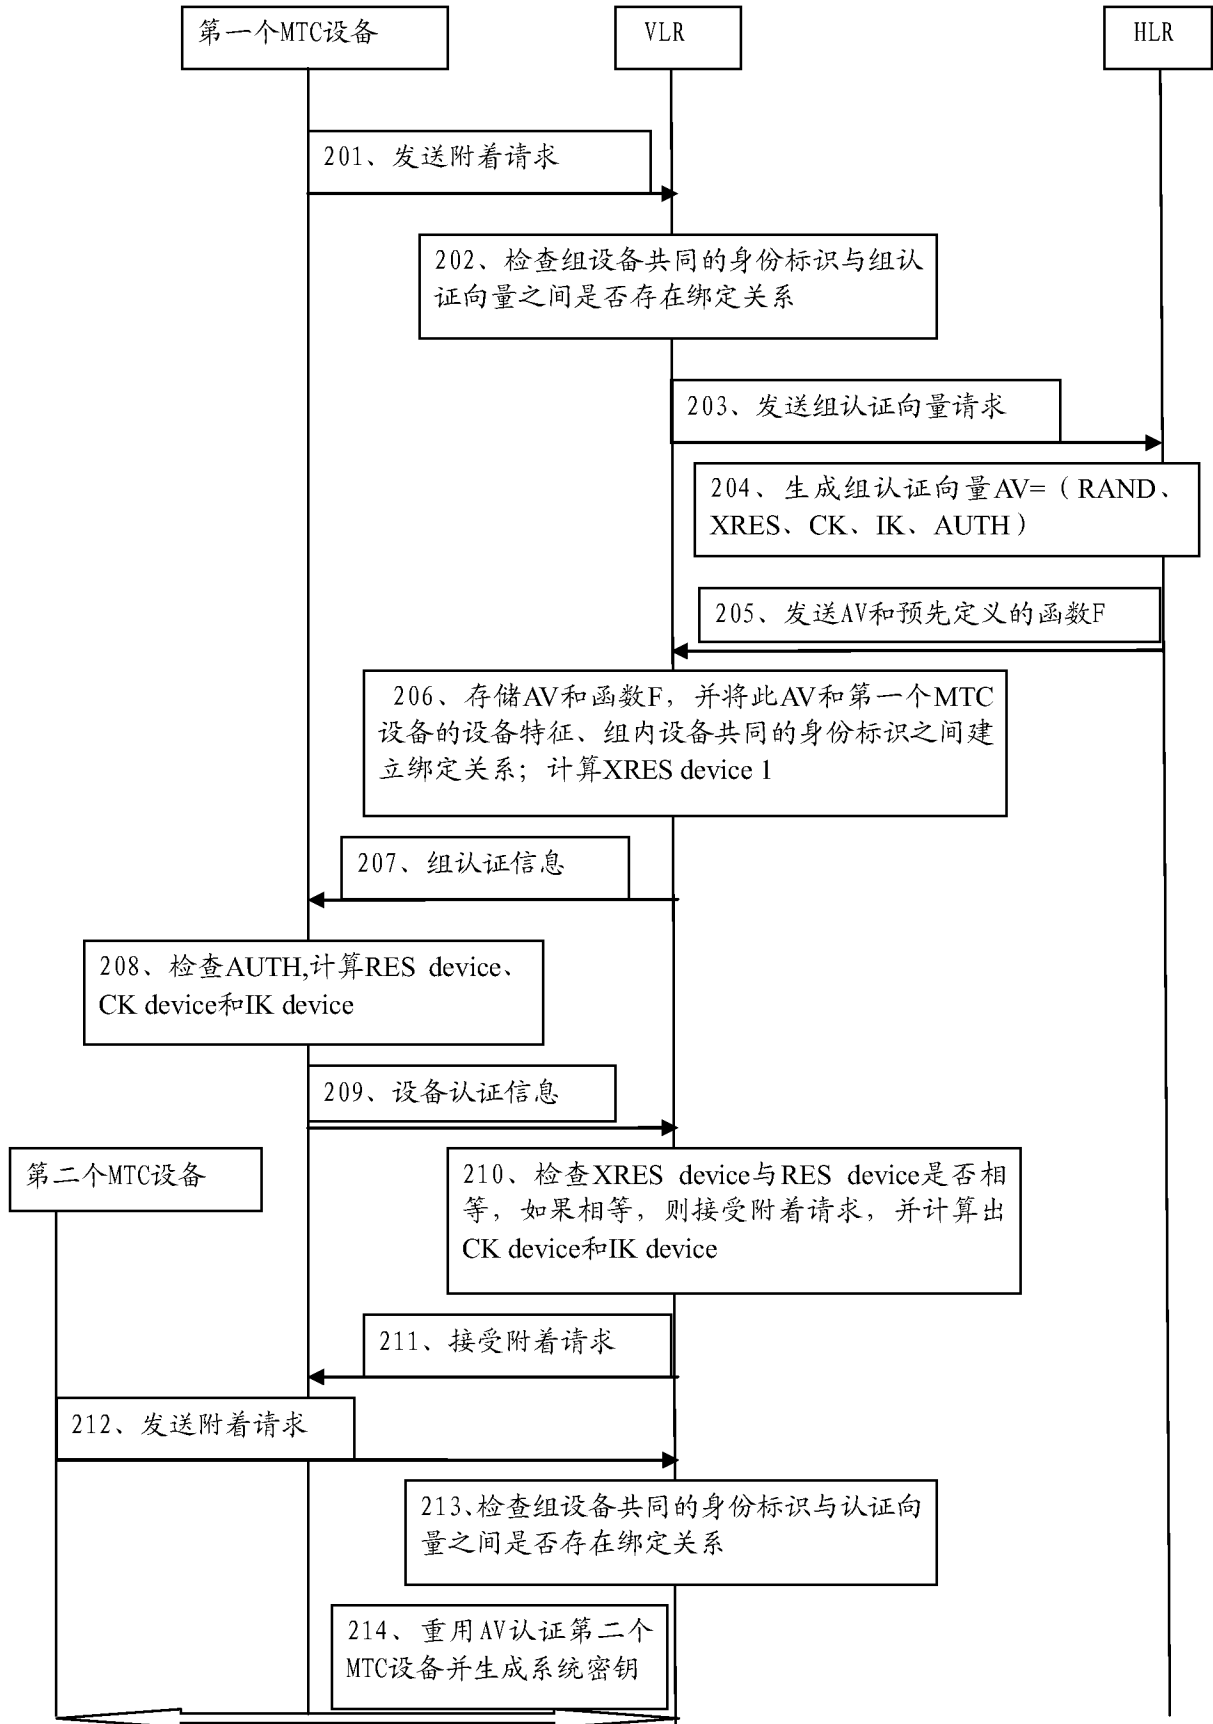 第一个MTC设备
VLR
HLR
201、发送附着请求
202、检查组设备共同的身份标识与组认
证向量之间是否存在绑定关系
203、发送组认证向量请求
204、生成组认证向量AV=（RAND、
XRES、CK、IK、AUTH）
205、发送AV和预先定义的函数F
206、存储AV和函数F，并将此AV和第一个MTC
设备的设备特征、组内设备共同的身份标识之间建
立绑定关系；计算XRES device 1
207、组认证信息
208、检查AUTH,计算RES device、
CK device和IK device
209、设备认证信息
第二个MTC设备
210、检查XRES device与RES device是否相
等，如果相等，则接受附着请求，并计算出
CK device和IK device
211、接受附着请求
212、发送附着请求
213、检查组设备共同的身份标识与认证向
量之间是否存在绑定关系
214、重用AV认证第二个
MTC设备并生成系统密钥